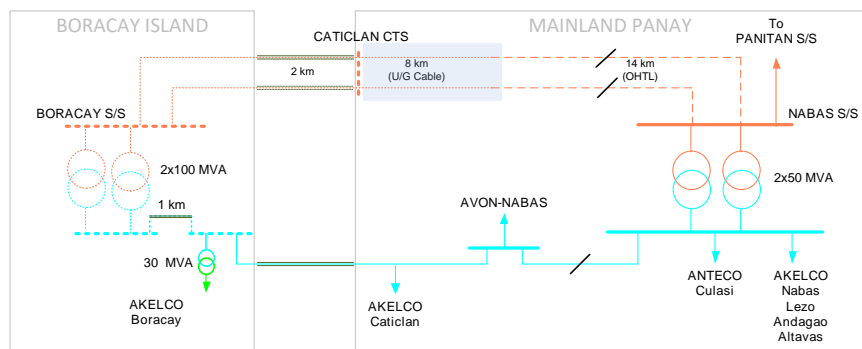 BORACAY ISLAND
MAINLAND PANAY
To
PANITAN S/S
CATICLAN CTS
2 km
8 km
(U/G Cable)
14 km
(OHTL)
BORACAY S/S
NABAS S/S
2x100 MVA
2x50 MVA
1 km
AVON-NABAS
30 MVA
AKELCO
Boracay
AKELCO
Caticlan
ANTECO
Culasi
AKELCO
Nabas
Lezo
Andagao
Altavas